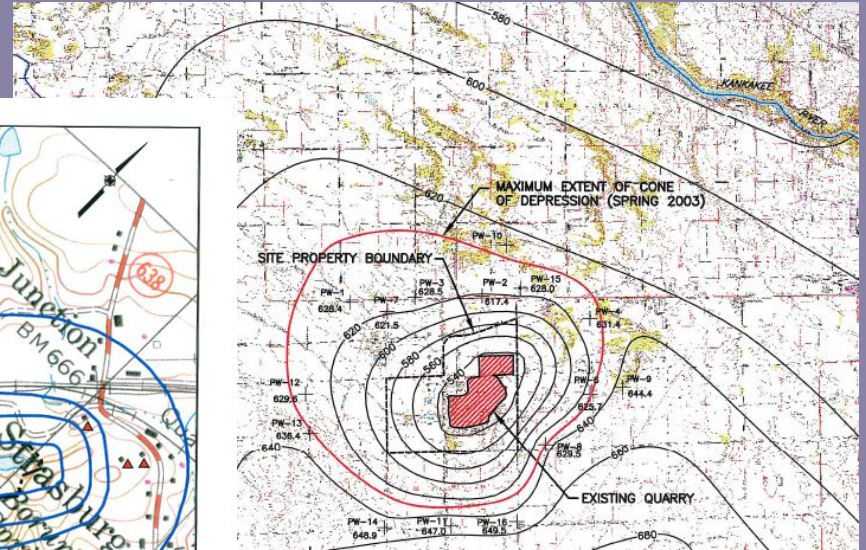 580
600
KANKAKEE
RIVER
620
MAXIMUM EXTENT OF CONE
OF DEPRESSION (SPRING 2003)
PW-10
SITE PROPERTY BOUNDARY
638
Junction
BM 666
Strasburg
PW-1
628.4
PW-7
621.5
PW-3
628.5
PW-2
617.4
PW-15
628.0
PW-4
631.4
620
600
580
560
540
PW-12
629.6
PW-13
636.4
640
PW-9
644.4
625.7
640
PW-8
629.5
660
EXISTING QUARRY
PW-14
648.9
PW-11
647.0
PW-16
649.5
680